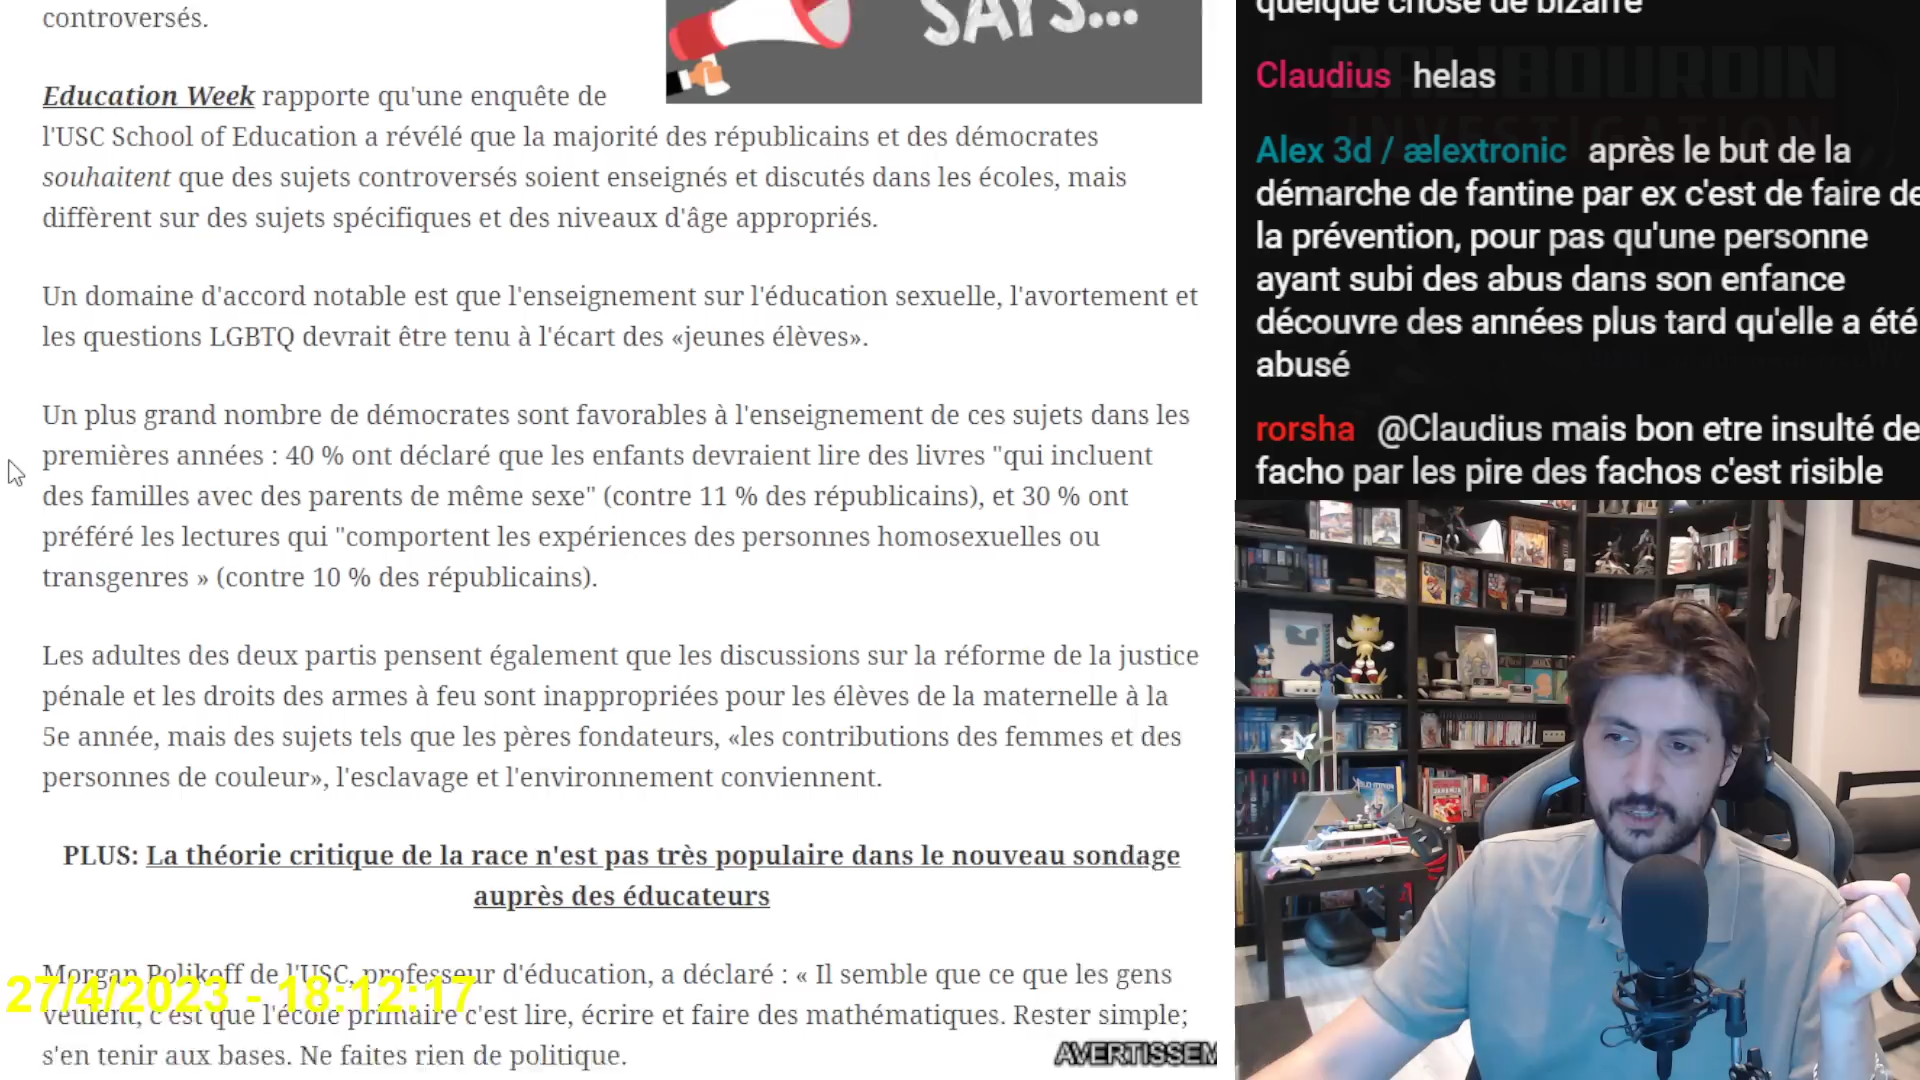 controversés.
SAYS...
Education Week rapporte qu'une enquête de
l'USC School of Education a révélé que la majorité des républicains et des démocrates
souhaitent que des sujets controversés soient enseignés et discutés dans les écoles, mais
diffèrent sur des sujets spécifiques et des niveaux d'âge appropriés.
Un domaine d'accord notable est que l'enseignement sur l'éducation sexuelle, l'avortement et
les questions LGBTQ devrait être tenu à l'écart des «jeunes élèves».
Un plus grand nombre de démocrates sont favorables à l'enseignement de ces sujets dans les
premières années : 40 % ont déclaré que les enfants devraient lire des livres "qui incluent
des familles avec des parents de même sexe" (contre 11 % des républicains), et 30 % ont
préféré les lectures qui "comportent les expériences des personnes homosexuelles ou
transgenres » (contre 10 % des républicains).
Les adultes des deux partis pensent également que les discussions sur la réforme de la justice
pénale et les droits des armes à feu sont inappropriées pour les élèves de la maternelle à la
5e année, mais des sujets tels que les pères fondateurs, «les contributions des femmes et des
personnes de couleur», l'esclavage et l'environnement conviennent.
PLUS: La théorie critique de la race n'est pas très populaire dans le nouveau sondage
auprès des éducateurs
Morgan Polikoff de l'USC, professeur d'éducation, a déclaré : « Il semble que ce que les gens
27/4/2023 - 18:12:17
veulent, c'est que l'école primaire c'est lire, écrire et faire des mathématiques. Rester simple;
s'en tenir aux bases. Ne faites rien de politique.
AVERTISSEM
quelque chose de bizarre
Claudius helas
Alex 3d / ælextronic après le but de la
démarche de fantine par ex c'est de faire de
la prévention, pour pas qu'une personne
ayant subi des abus dans son enfance
découvre des années plus tard qu'elle a été
abusé
rorsha @Claudius mais bon etre insulté de
facho par les pire des fachos c'est risible